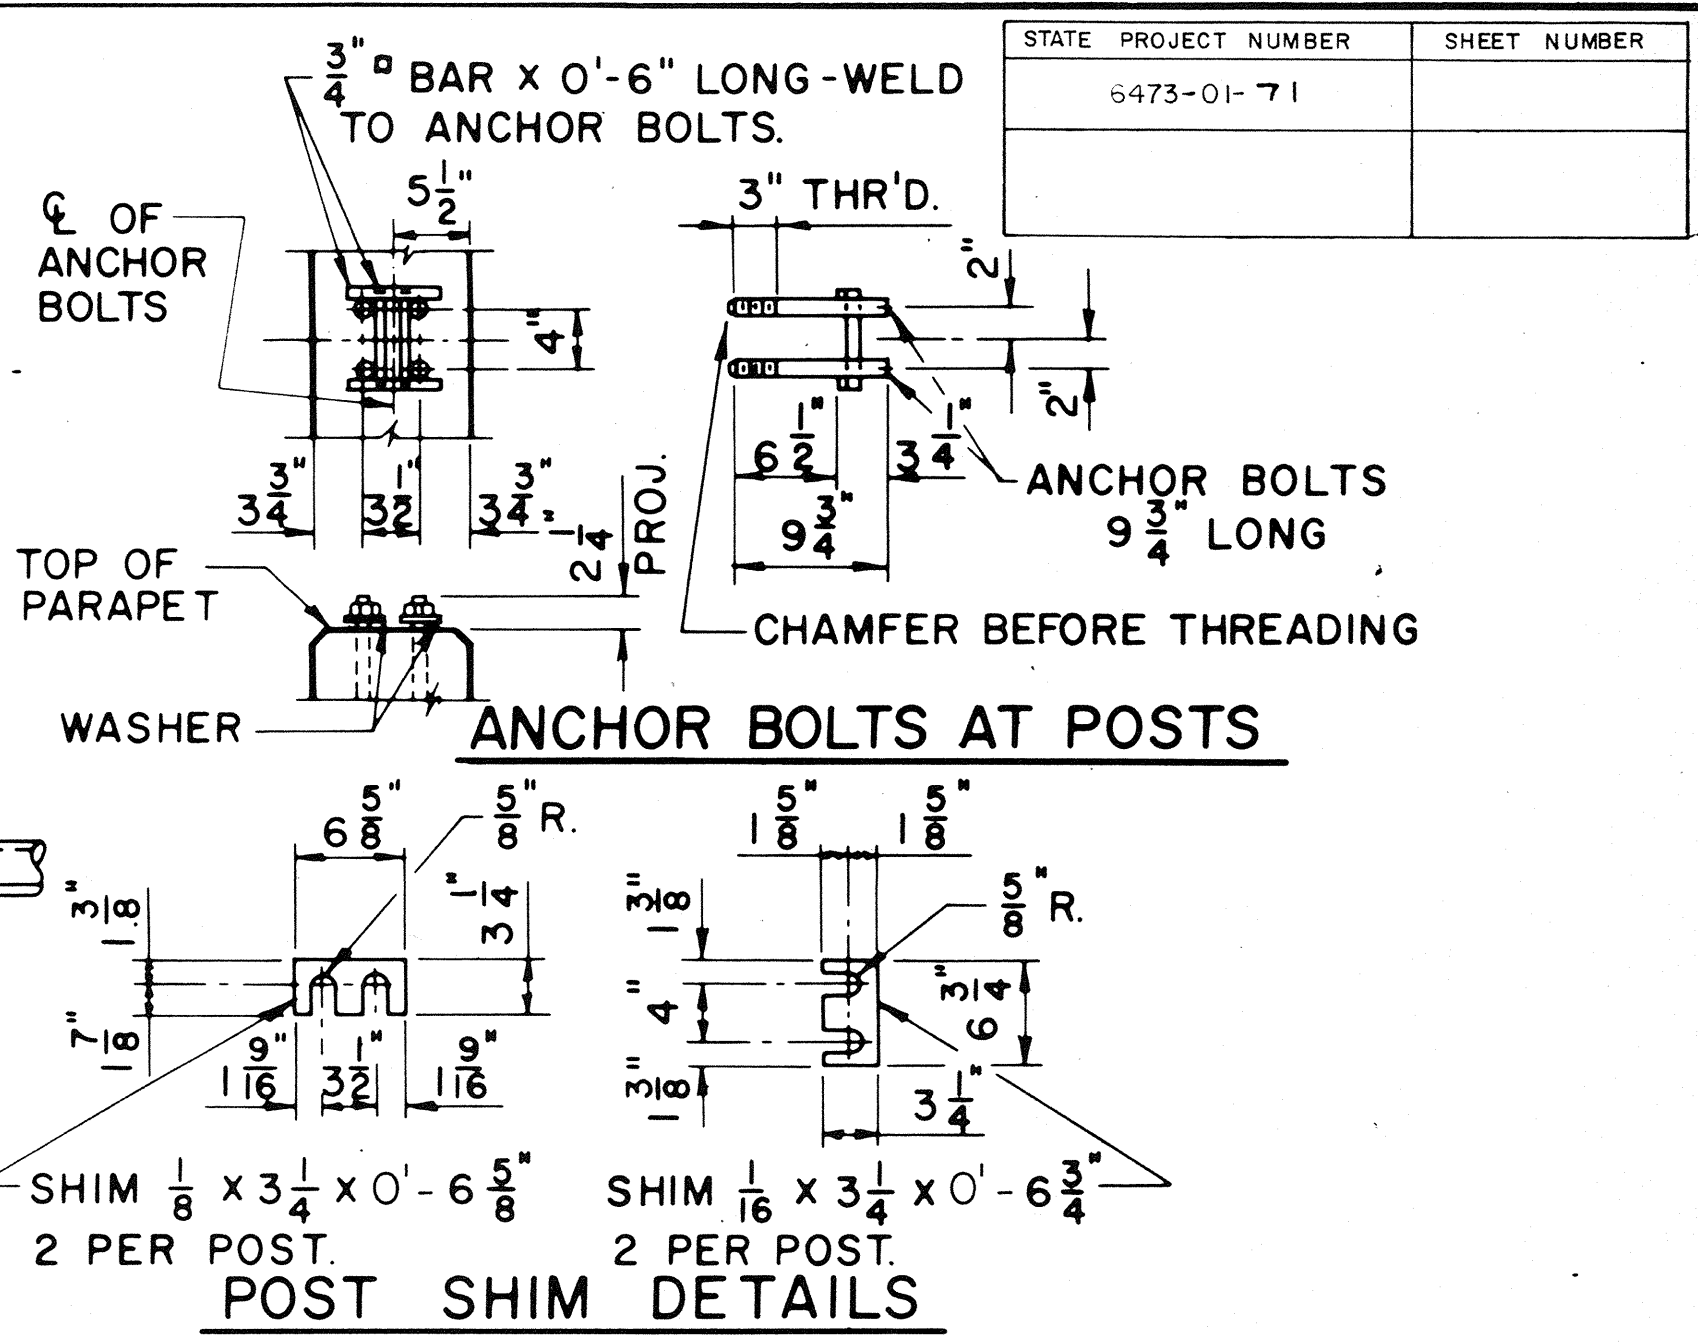 STATE PROJECT NUMBER
SHEET NUMBER
6473-01-71
3/4" □ BAR X 0'-6" LONG-WELD
TO ANCHOR BOLTS.
5 1/2"
℄ OF
ANCHOR
BOLTS
4"
3 3/4"
3 1/2"
3 3/4"
3" THR'D.
2"
2"
6 1/2"
3 1/4"
9 3/4"
ANCHOR BOLTS
9 3/4" LONG
CHAMFER BEFORE THREADING
2 1/4"
PROJ.
TOP OF
PARAPET
WASHER
ANCHOR BOLTS AT POSTS
6 5/8"
5/8" R.
1 3/8"
1 7/8"
3 1/4"
1 9/16"
3 1/2"
1 9/16"
SHIM 1/8 X 3 1/4 X 0'-6 5/8"
2 PER POST.
1 5/8"
1 5/8"
5/8" R.
1 3/8"
4"
1 3/8"
6 3/4"
3 1/4"
SHIM 1/16 X 3 1/4 X 0'-6 3/4"
2 PER POST.
POST SHIM DETAILS